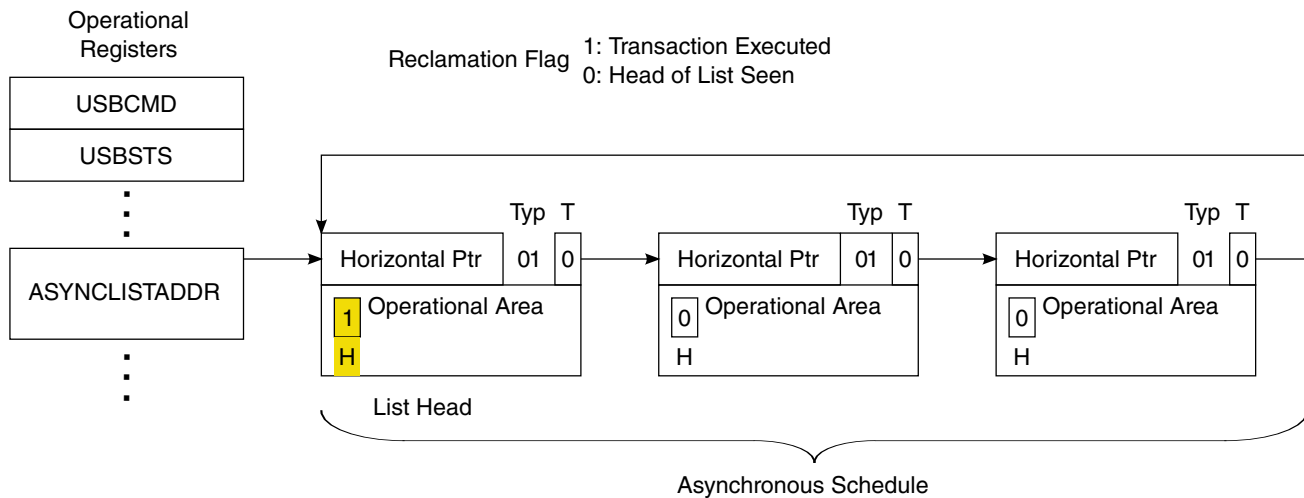 Operational
Registers
Reclamation Flag
1: Transaction Executed
0: Head of List Seen
USBCMD
USBSTS
ASYNCLISTADDR
Typ T
Horizontal Ptr 01 0
1 Operational Area
H
List Head
Typ T
Horizontal Ptr 01 0
0 Operational Area
H
Typ T
Horizontal Ptr 01 0
0 Operational Area
H
Asynchronous Schedule